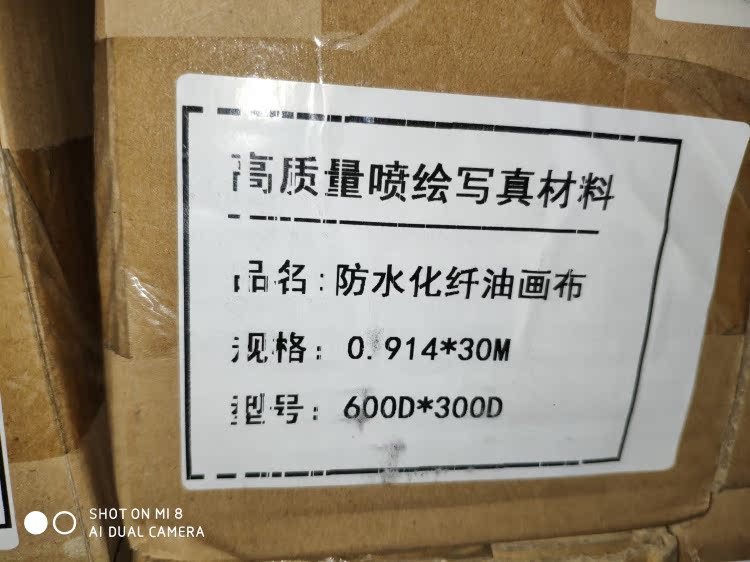 高质量喷绘写真材料
品名:防水化纤油画布
规格: 0.914*30M
型号: 600D*300D
SHOT ON MI 8
AI DUAL CAMERA